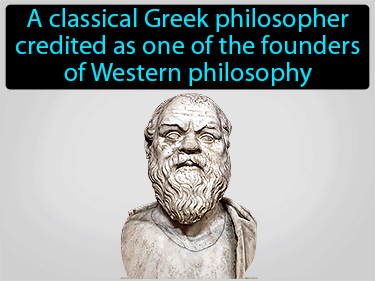 A classical Greek philosopher
credited as one of the founders
of Western philosophy